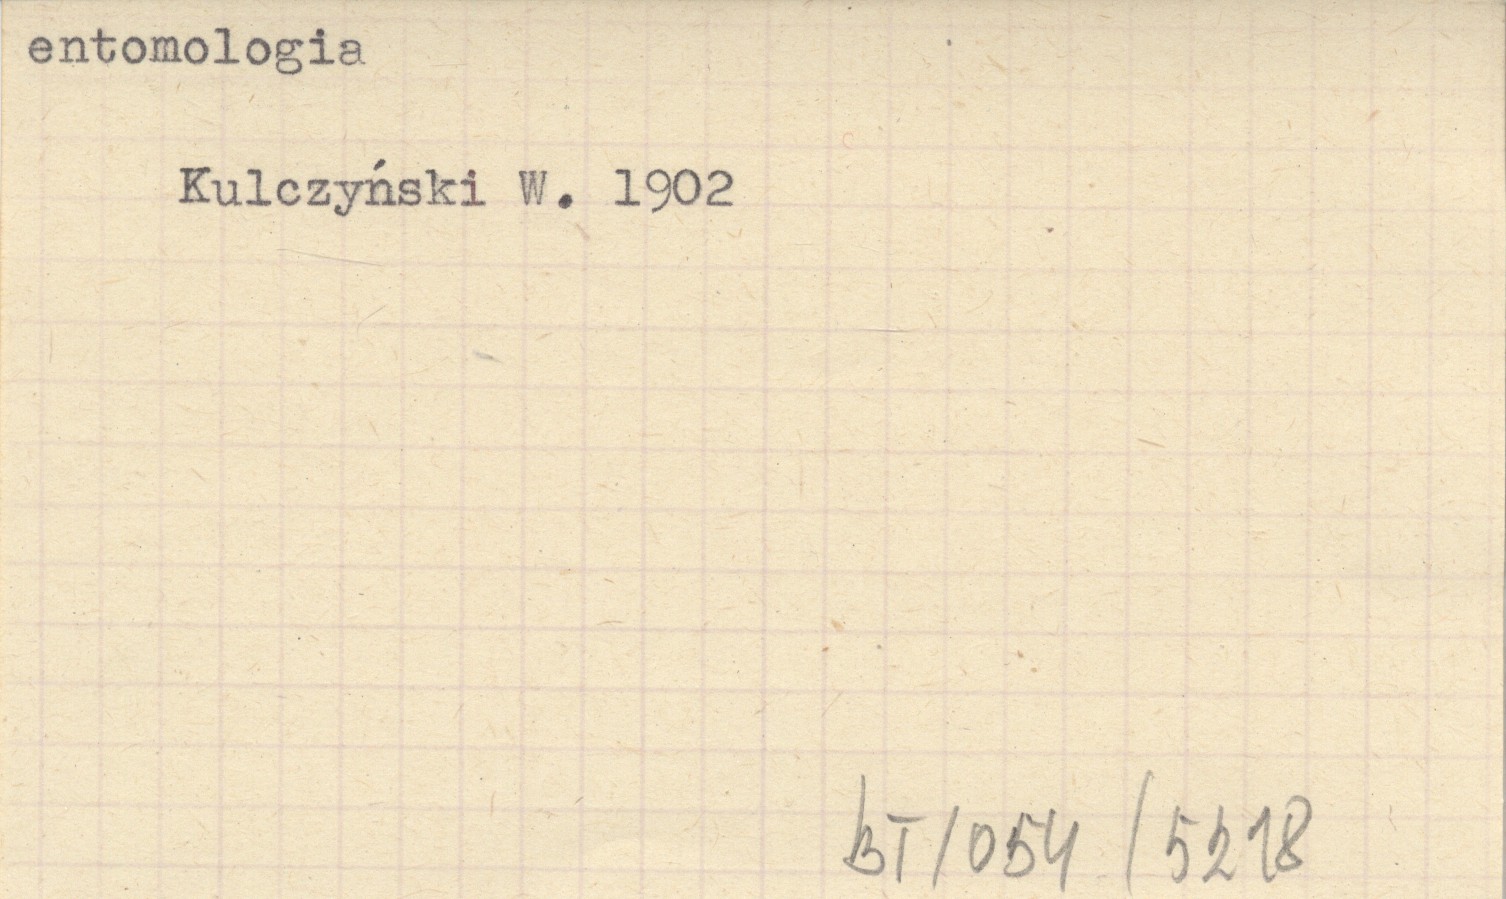 entomologia
Kulczyński W. 1902
BT/054/5218